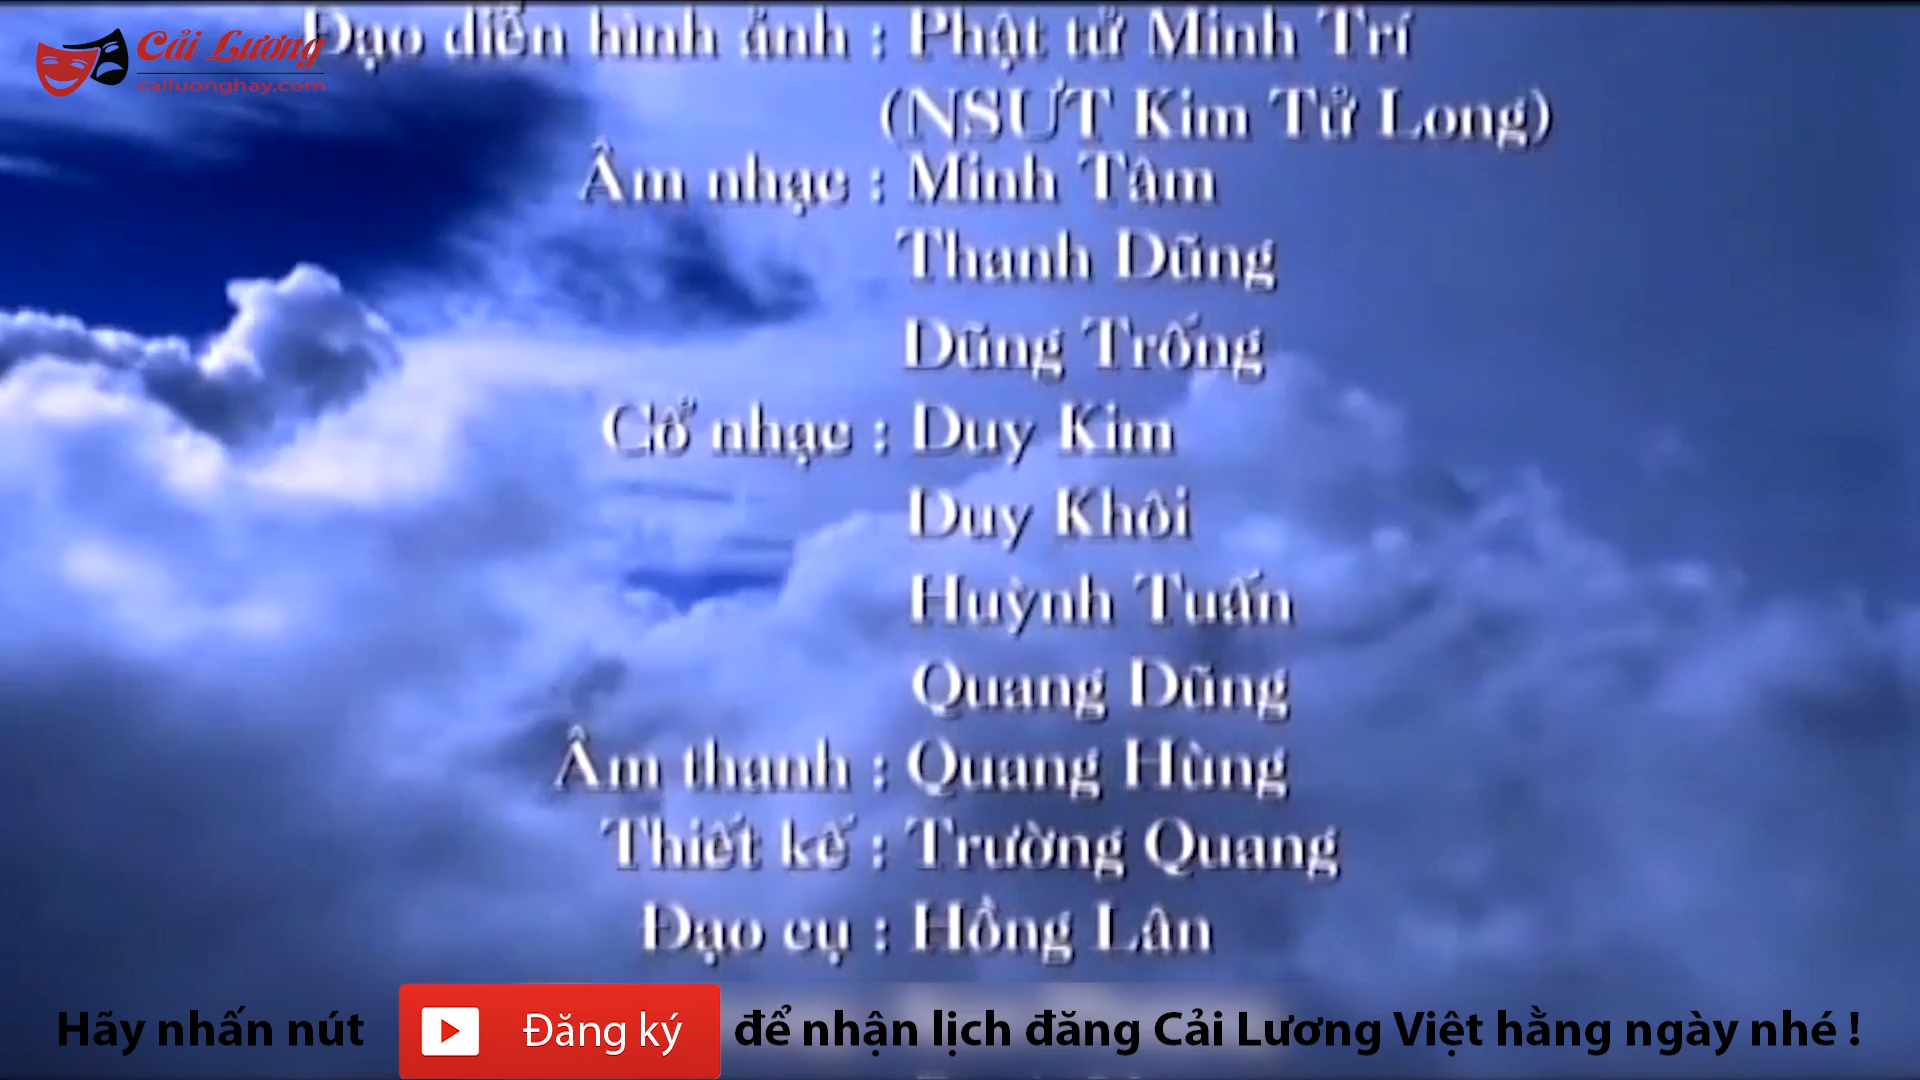 Cải Lương
cailuonghay.com
Đạo diễn hình ảnh : Phật tử Minh Trí
(NSƯT Kim Tử Long)
Âm nhạc : Minh Tâm
Thanh Dũng
Dũng Trống
Cổ nhạc : Duy Kim
Duy Khôi
Huỳnh Tuấn
Quang Dũng
Âm thanh : Quang Hùng
Thiết kế : Trường Quang
Đạo cụ : Hồng Lân
Hãy nhấn nút Đăng ký để nhận lịch đăng Cải Lương Việt hằng ngày nhé !